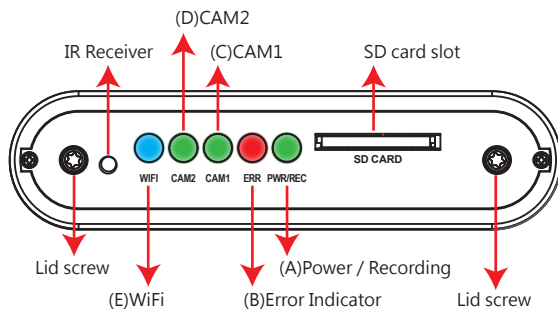 (D)CAM2
IR Receiver
(C)CAM1
SD card slot
WIFI
CAM2
CAM1
ERR
PWR/REC
SD CARD
Lid screw
(A)Power / Recording
(E)WiFi
(B)Error Indicator
Lid screw